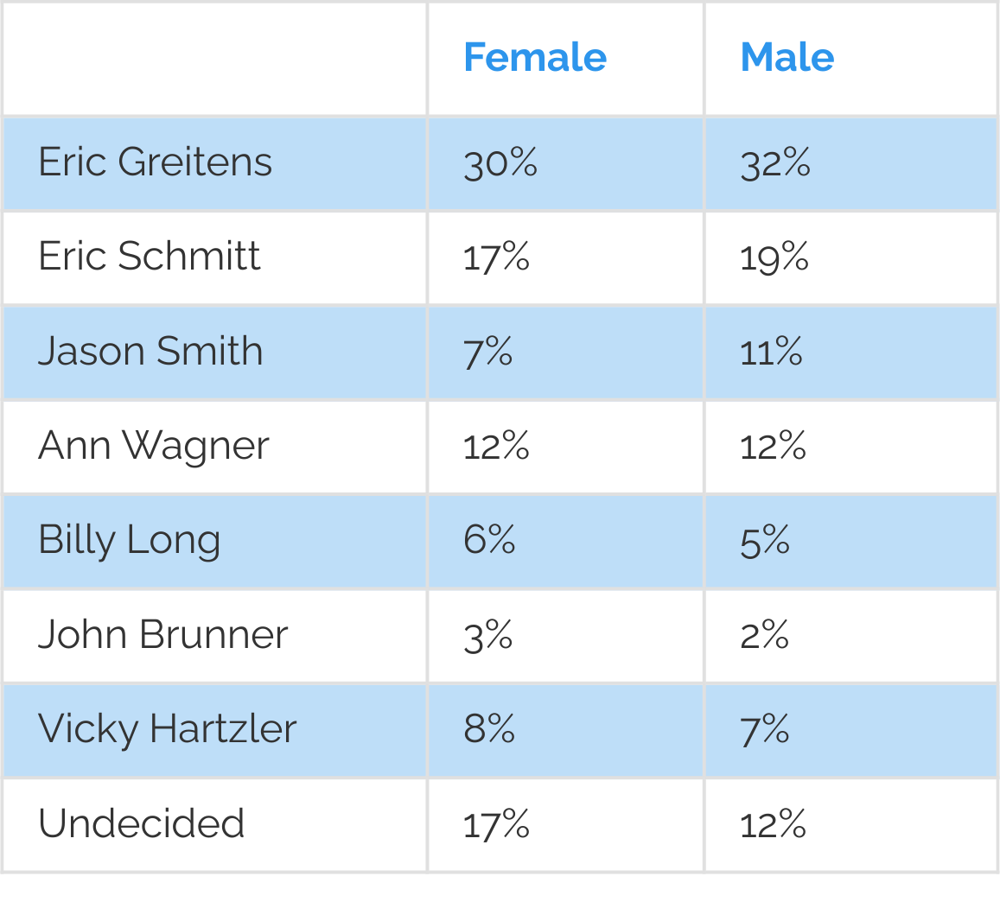 Female Male
Eric Greitens 30% 32%
Eric Schmitt 17% 19%
Jason Smith 7% 11%
Ann Wagner 12% 12%
Billy Long 6% 5%
John Brunner 3% 2%
Vicky Hartzler 8% 7%
Undecided 17% 12%